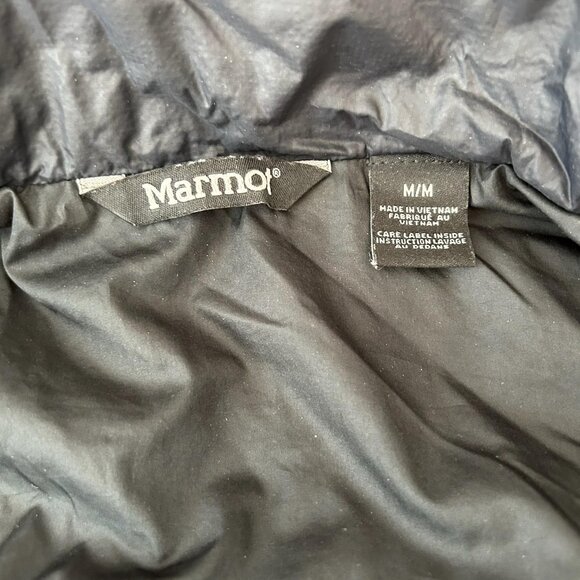 Marmot®
M/M
MADE IN VIETNAM
FABRIQUÉ AU
VIETNAM
CARE LABEL INSIDE
INSTRUCTION LAVAGE
AU DEDANS